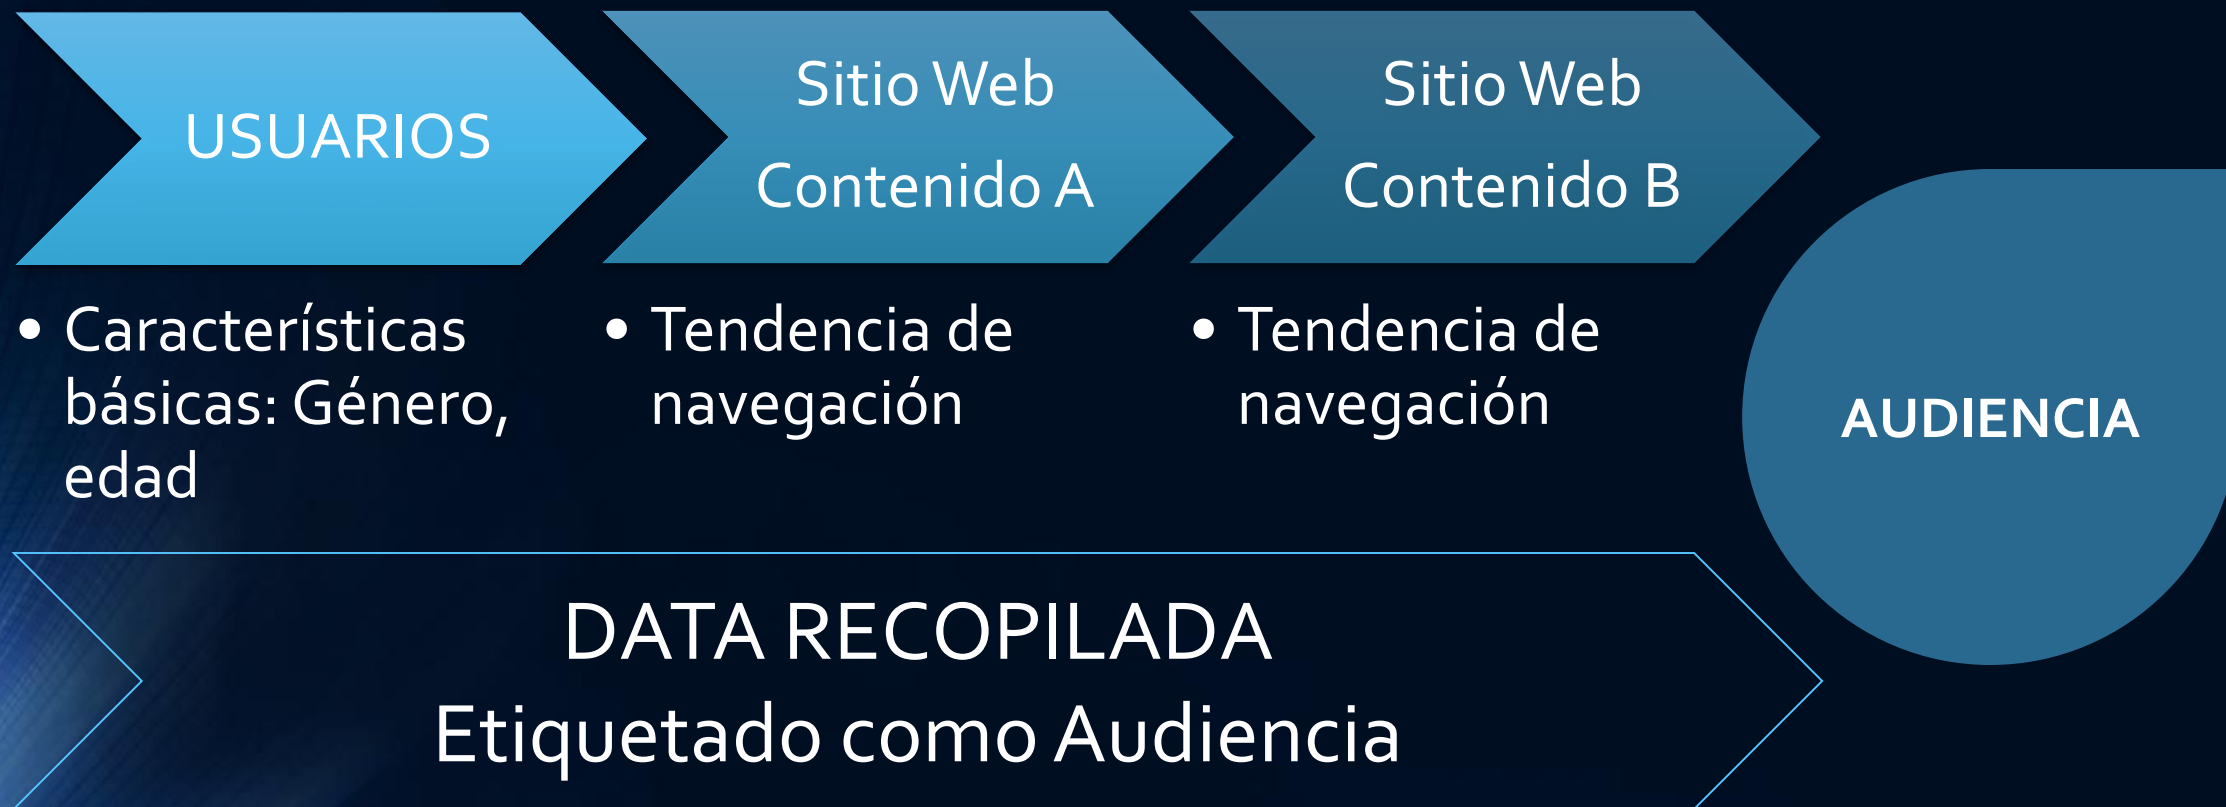 USUARIOS
Sitio Web
Contenido A
Sitio Web
Contenido B
• Características
básicas: Género,
edad
• Tendencia de
navegación
• Tendencia de
navegación
AUDIENCIA
DATA RECOPILADA
Etiquetado como Audiencia